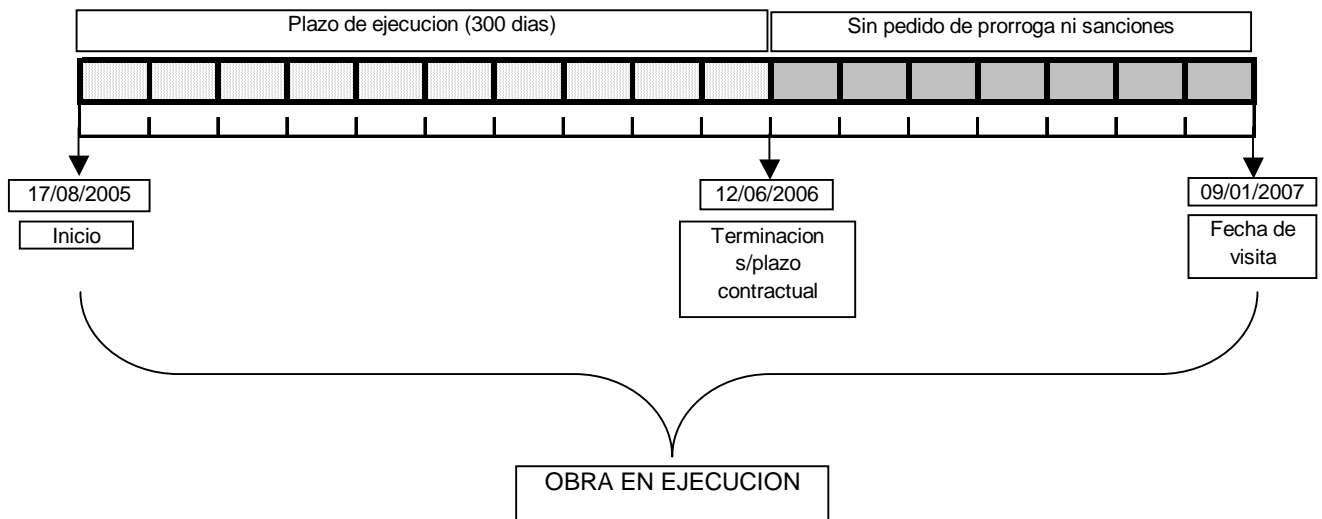 Plazo de ejecucion (300 dias)
Sin pedido de prorroga ni sanciones
17/08/2005
Inicio
12/06/2006
Terminacion
s/plazo
contractual
09/01/2007
Fecha de
visita
OBRA EN EJECUCION